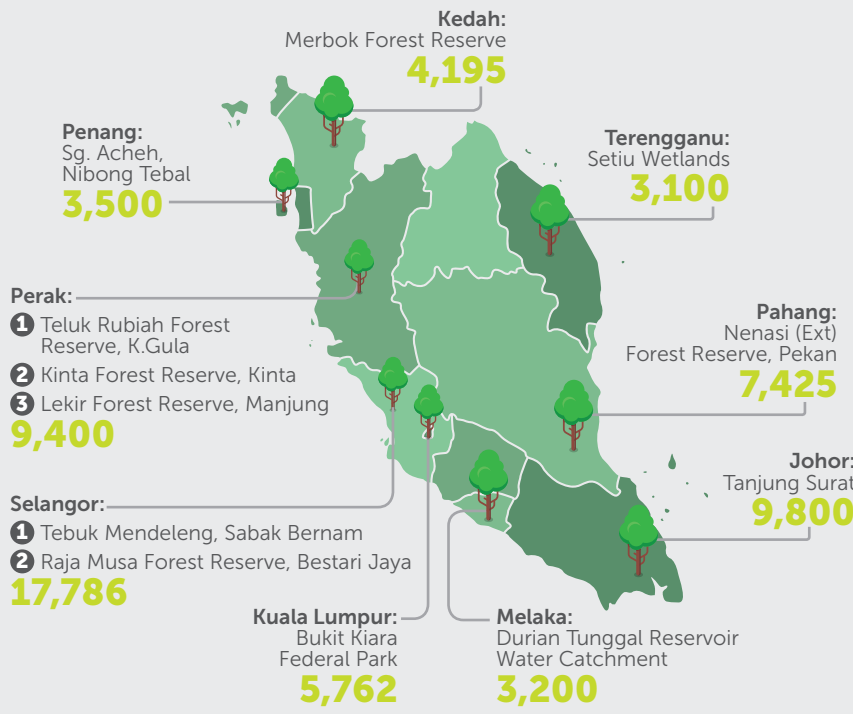 Kedah:
Merbok Forest Reserve
4,195
Penang:
Sg. Acheh,
Nibong Tebal
3,500
Terengganu:
Setiu Wetlands
3,100
Perak:
1 Teluk Rubiah Forest
Reserve, K.Gula
2 Kinta Forest Reserve, Kinta
3 Lekir Forest Reserve, Manjung
9,400
Pahang:
Nenasi (Ext)
Forest Reserve, Pekan
7,425
Johor:
Tanjung Surat
9,800
Selangor:
1 Tebuk Mendeleng, Sabak Bernam
2 Raja Musa Forest Reserve, Bestari Jaya
17,786
Kuala Lumpur:
Bukit Kiara
Federal Park
5,762
Melaka:
Durian Tunggal Reservoir
Water Catchment
3,200